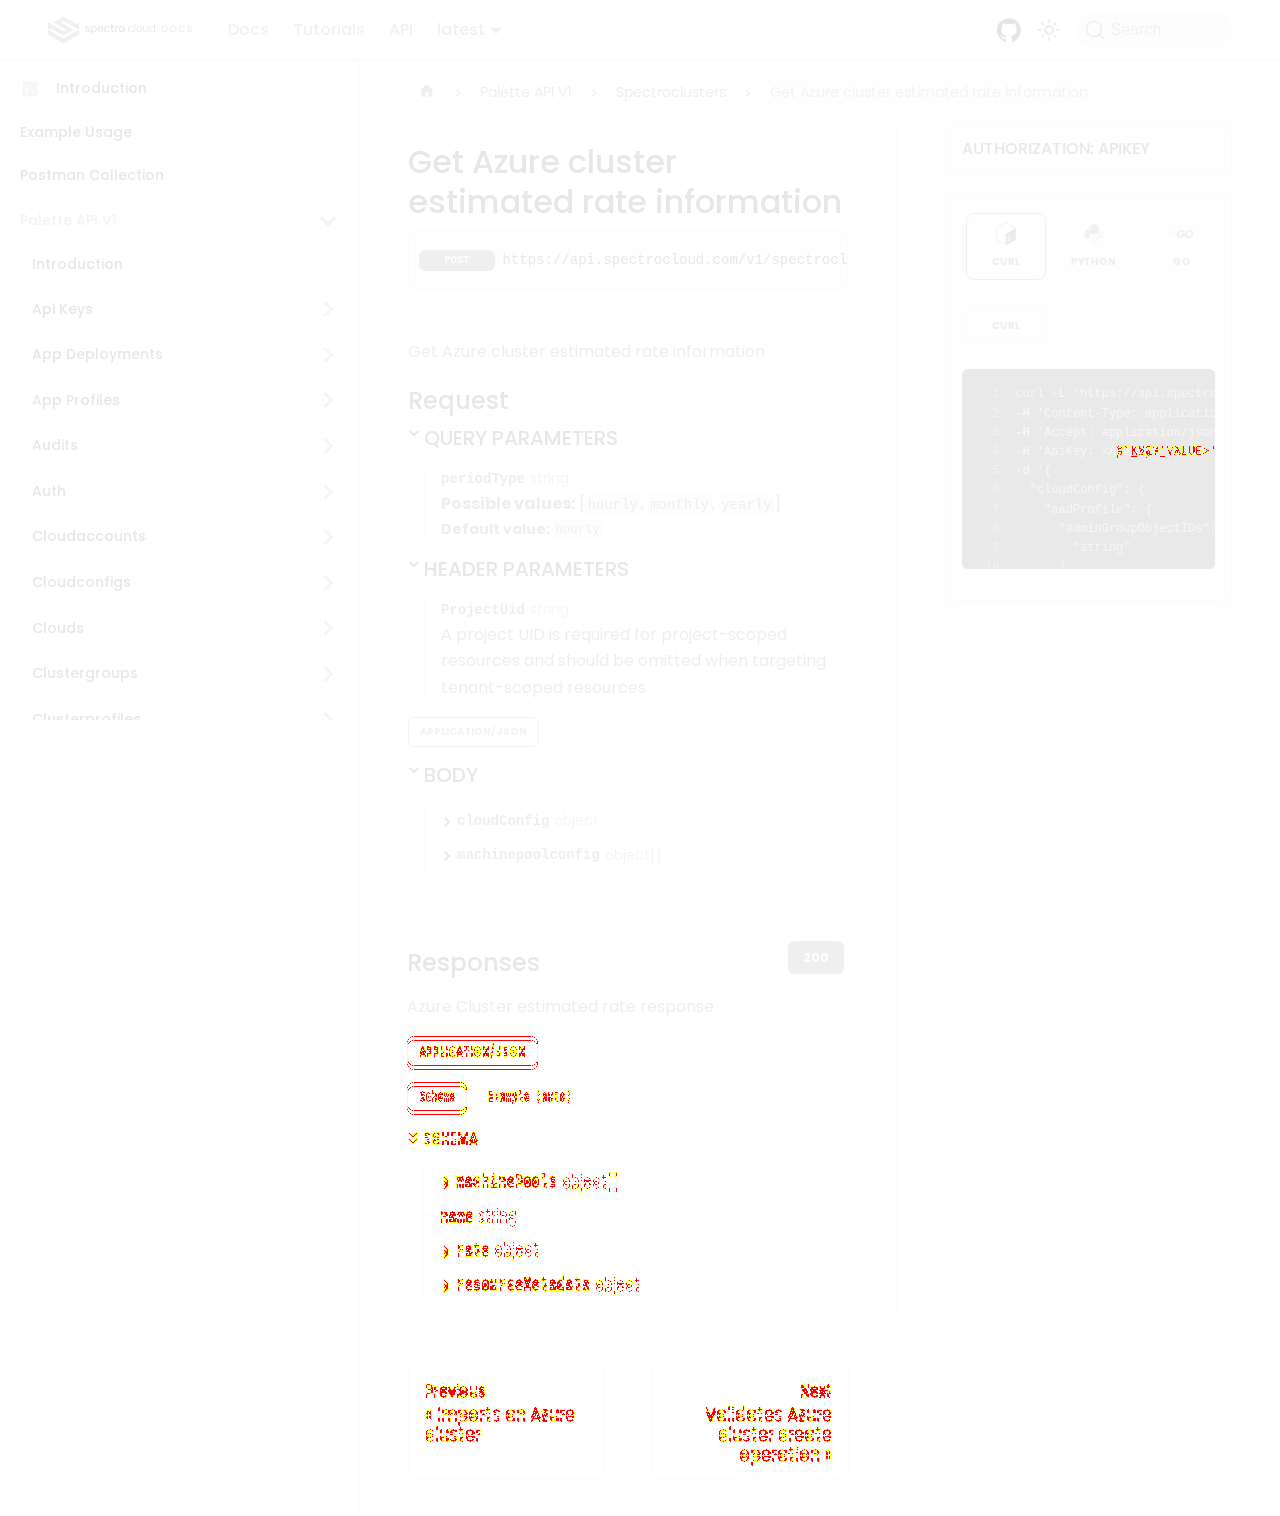 spectro cloud DOCS Docs Tutorials API latest Search
Introduction
Example Usage
Postman Collection
Palette API V1
Introduction
Api Keys
App Deployments
App Profiles
Audits
Auth
Cloudaccounts
Cloudconfigs
Clouds
Clustergroups
Clusterprofiles
Palette API V1 Spectroclusters Get Azure cluster estimated rate information
Get Azure cluster
estimated rate information
POST https://api.spectrocloud.com/v1/spectrocl
Get Azure cluster estimated rate information
Request
QUERY PARAMETERS
periodType string
Possible values: [hourly, monthly, yearly]
Default value: hourly
HEADER PARAMETERS
ProjectUid string
A project UID is required for project-scoped
resources and should be omitted when targeting
tenant-scoped resources
APPLICATION/JSON
BODY
cloudConfig object
machinepoolconfig object[]
Responses
200
Azure Cluster estimated rate response
APPLICATION/JSON
Schema Example (auto)
SCHEMA
machinePools object[]
name string
rate object
resourceMetadata object
Previous
« Imports an Azure
cluster
Next
Validates Azure
cluster create
operation »
AUTHORIZATION: APIKEY
CURL PYTHON GO
CURL
1 curl -L 'https://api.spectro
2 -H 'Content-Type: applicatio
3 -H 'Accept: application/json
4 -H 'ApiKey: VALUE>'
5 -d '{
6 "cloudConfig": {
7 "aadProfile": {
8 "adminGroupObjectIDs":
9 "string"
10 ]